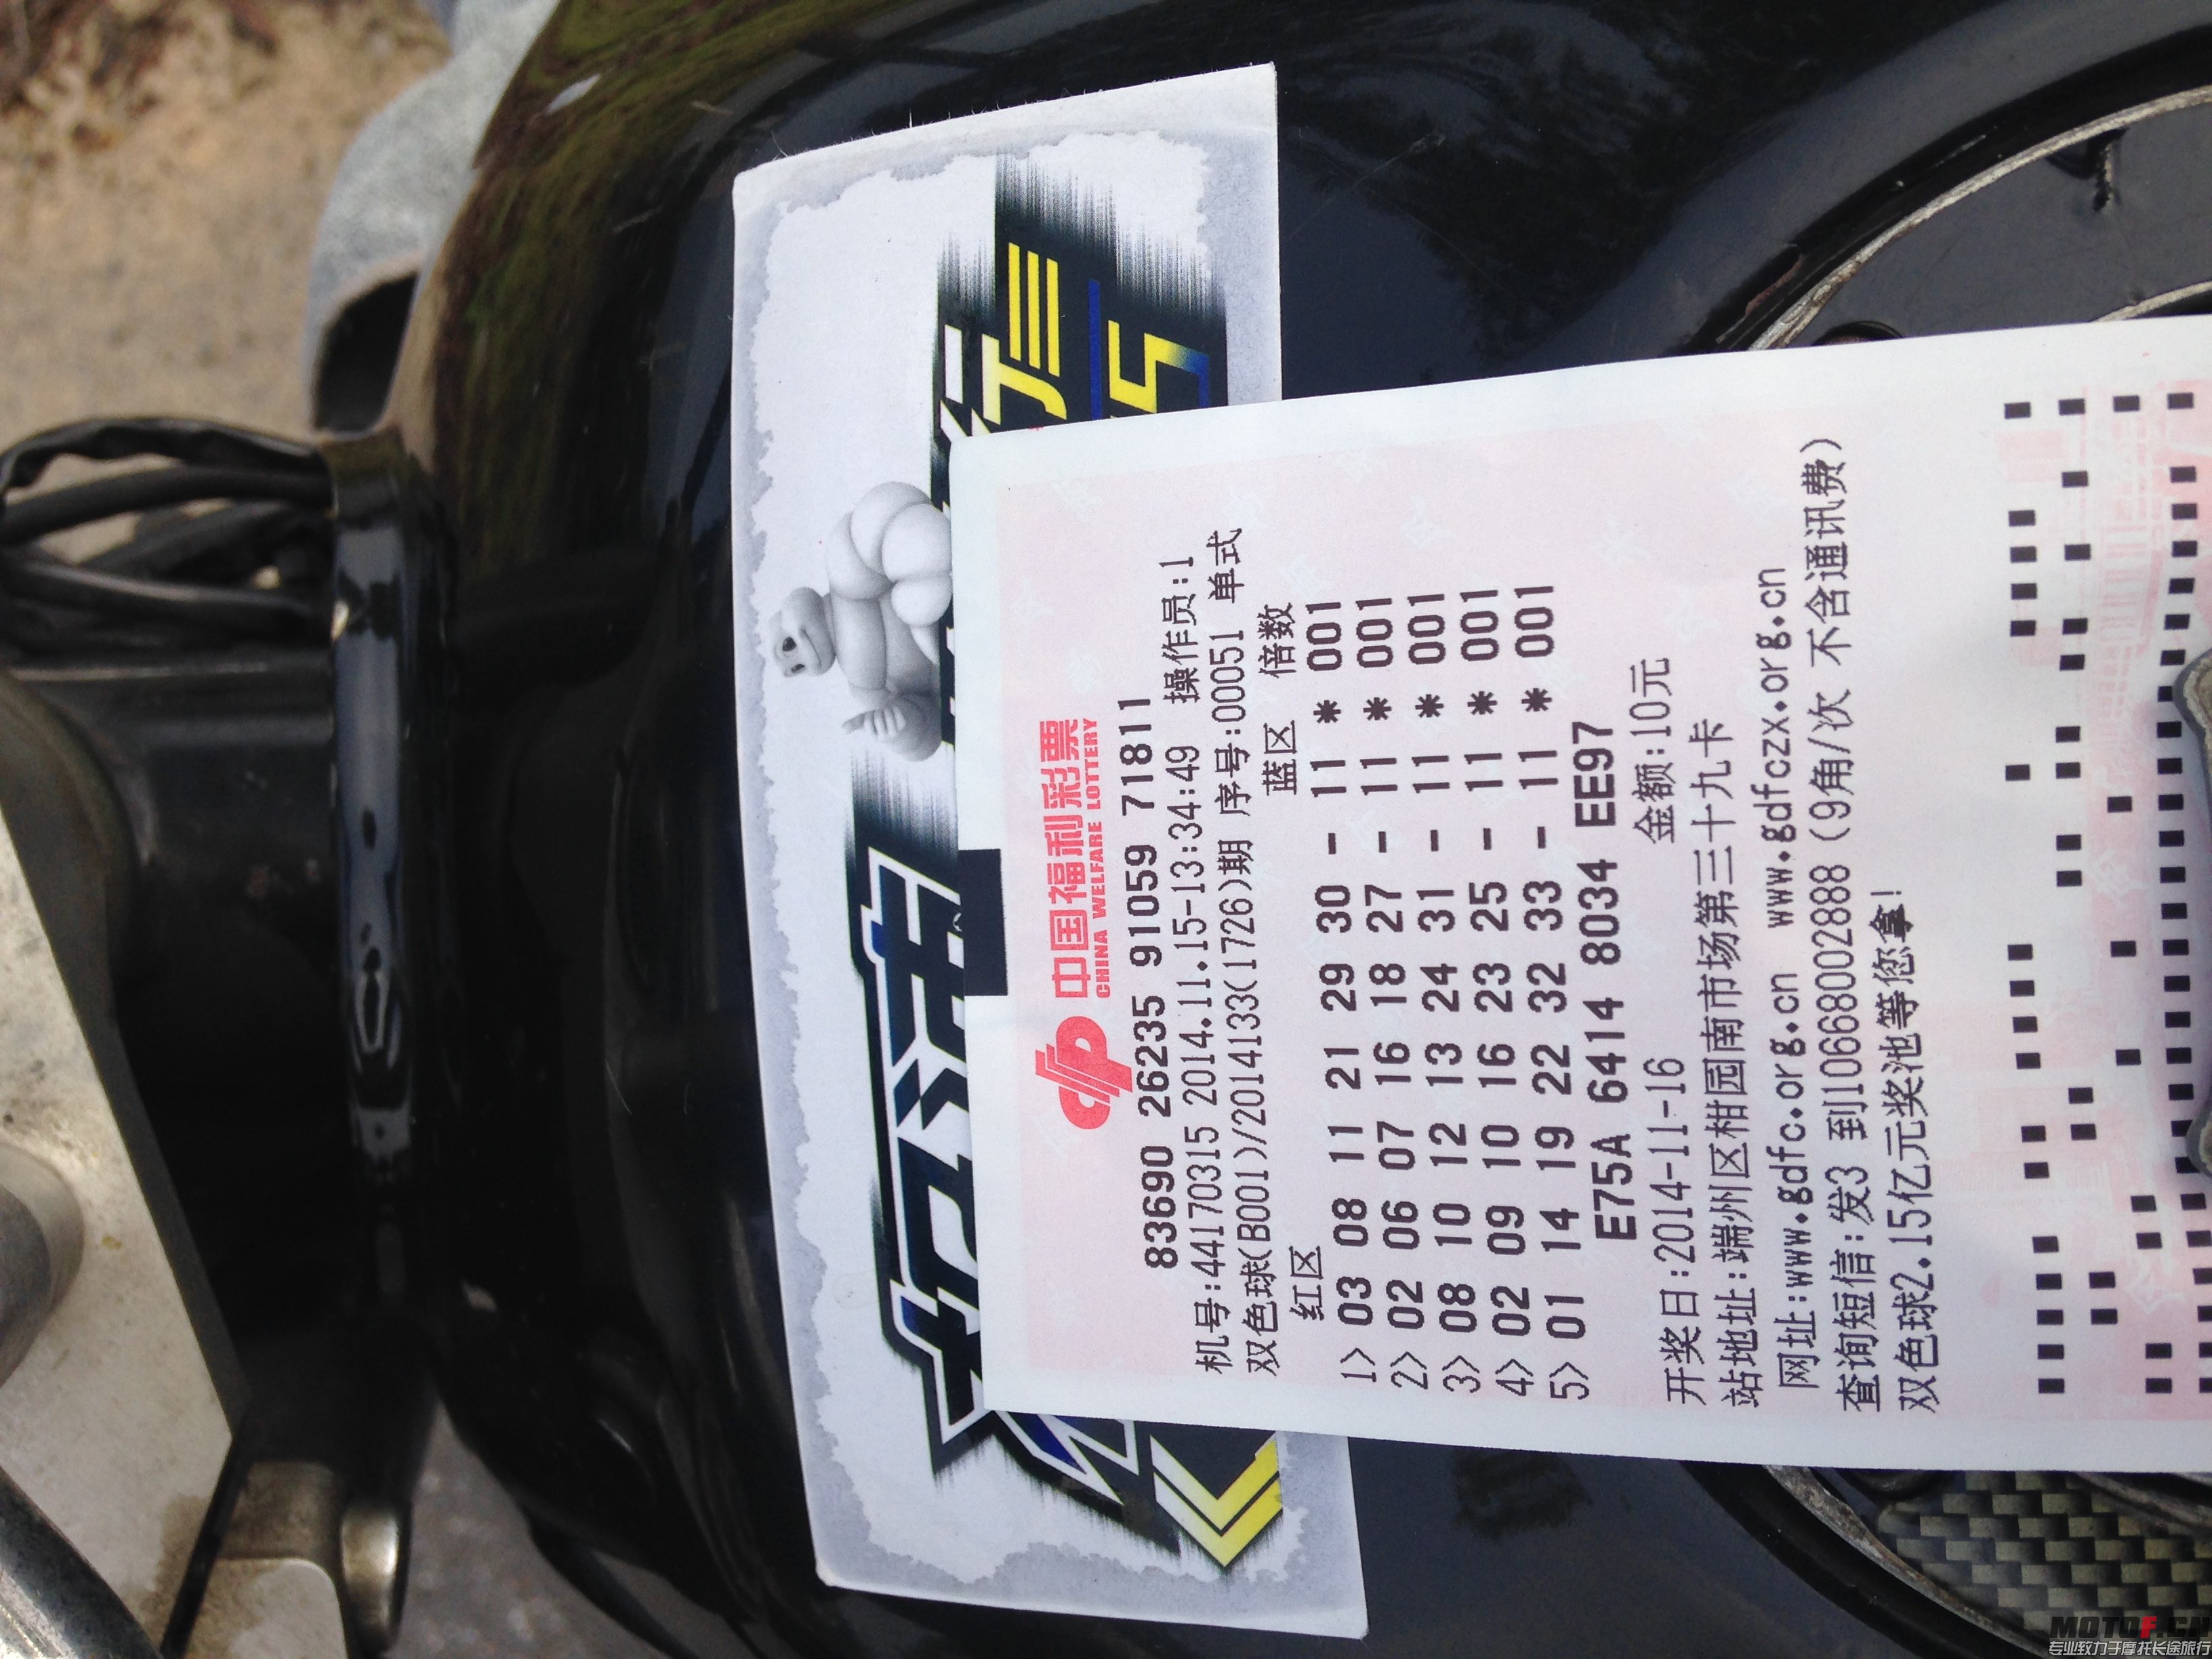 中国福利彩票
CHINA WELFARE LOTTERY
83690 26235 91059 71811
机号:44170315 2014.11.15-13:34:49 操作员:1
双色球(B001)/2014133(1726)期 序号:00051 单式
红区 蓝区 倍数
1> 03 08 11 21 29 30 - 11 * 001
2> 02 06 07 16 18 27 - 11 * 001
3> 08 10 12 13 24 31 - 11 * 001
4> 02 09 10 16 23 25 - 11 * 001
5> 01 14 19 22 32 33 - 11 * 001
E75A 6414 8034 EE97
开奖日:2014-11-16 金额:10元
站地址:端州区柑园南市场第三十九卡
网址:www.gdfc.org.cn www.gdfczx.org.cn
查询短信:发3 到10668002888(9角/次 不含通讯费)
双色球2.15亿元奖池等您拿!
MOTOF.CN
专业致力于摩托长途旅行